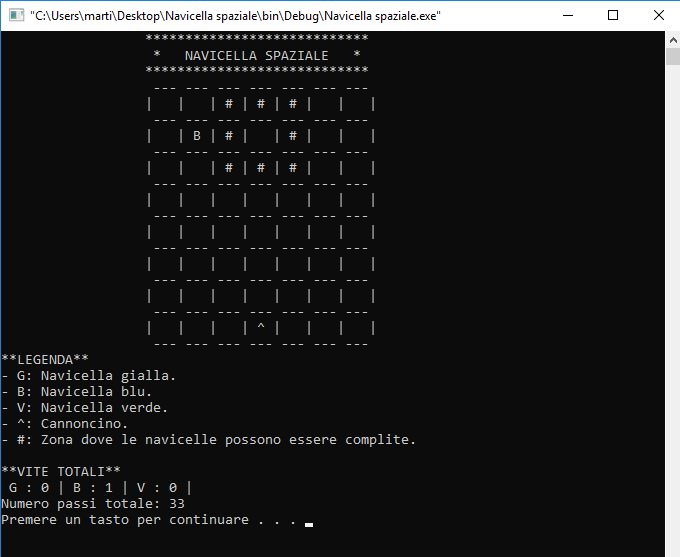 "C:\Users\marti\Desktop\Navicella spaziale\bin\Debug\Navicella spaziale.exe"
****************************
*   NAVICELLA SPAZIALE   *
****************************
--- --- --- --- --- --- ---
|   |   | # | # | # |   |   |
--- --- --- --- --- --- ---
|   | B | # |   | # |   |   |
--- --- --- --- --- --- ---
|   |   | # | # | # |   |   |
--- --- --- --- --- --- ---
|   |   |   |   |   |   |   |
--- --- --- --- --- --- ---
|   |   |   |   |   |   |   |
--- --- --- --- --- --- ---
|   |   |   |   |   |   |   |
--- --- --- --- --- --- ---
|   |   |   |   |   |   |   |
--- --- --- --- --- --- ---
|   |   |   | ^ |   |   |   |
--- --- --- --- --- --- ---
**LEGENDA**
- G: Navicella gialla.
- B: Navicella blu.
- V: Navicella verde.
- ^: Cannoncino.
- #: Zona dove le navicelle possono essere complite.
**VITE TOTALI**
G : 0 | B : 1 | V : 0 |
Numero passi totale: 33
Premere un tasto per continuare . . .